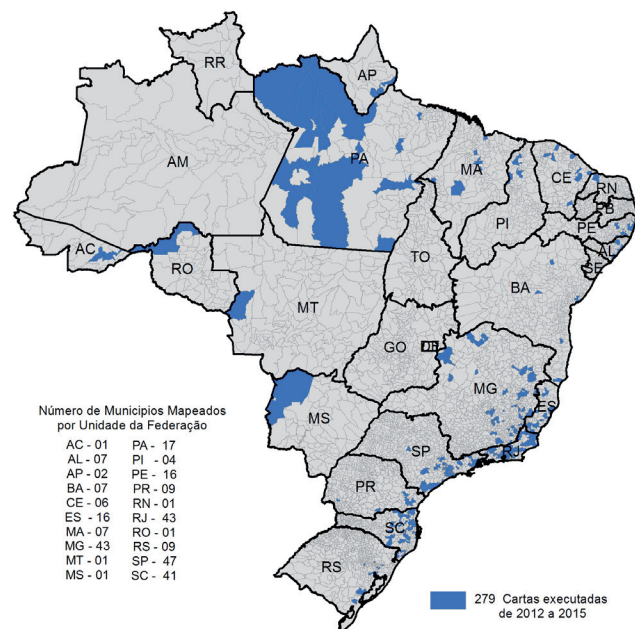 RR
AP
AM
PA
MA
CE
RN
PB
PI
PE
AL
SE
AC
RO
TO
BA
MT
GO
DF
MG
ES
MS
SP
RJ
PR
SC
RS
Número de Municipios Mapeados
por Unidade da Federação
AC - 01 PA - 17
AL - 07 PI - 04
AP - 02 PE - 16
BA - 07 PR - 09
CE - 06 RN - 01
ES - 16 RJ - 43
MA - 07 RO - 01
MG - 43 RS - 09
MT - 01 SP - 47
MS - 01 SC - 41
279 Cartas executadas
de 2012 a 2015